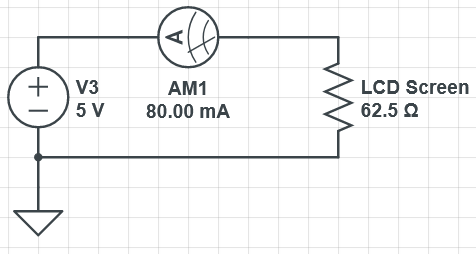 A
V3
5 V
AM1
80.00 mA
LCD Screen
62.5 Ω